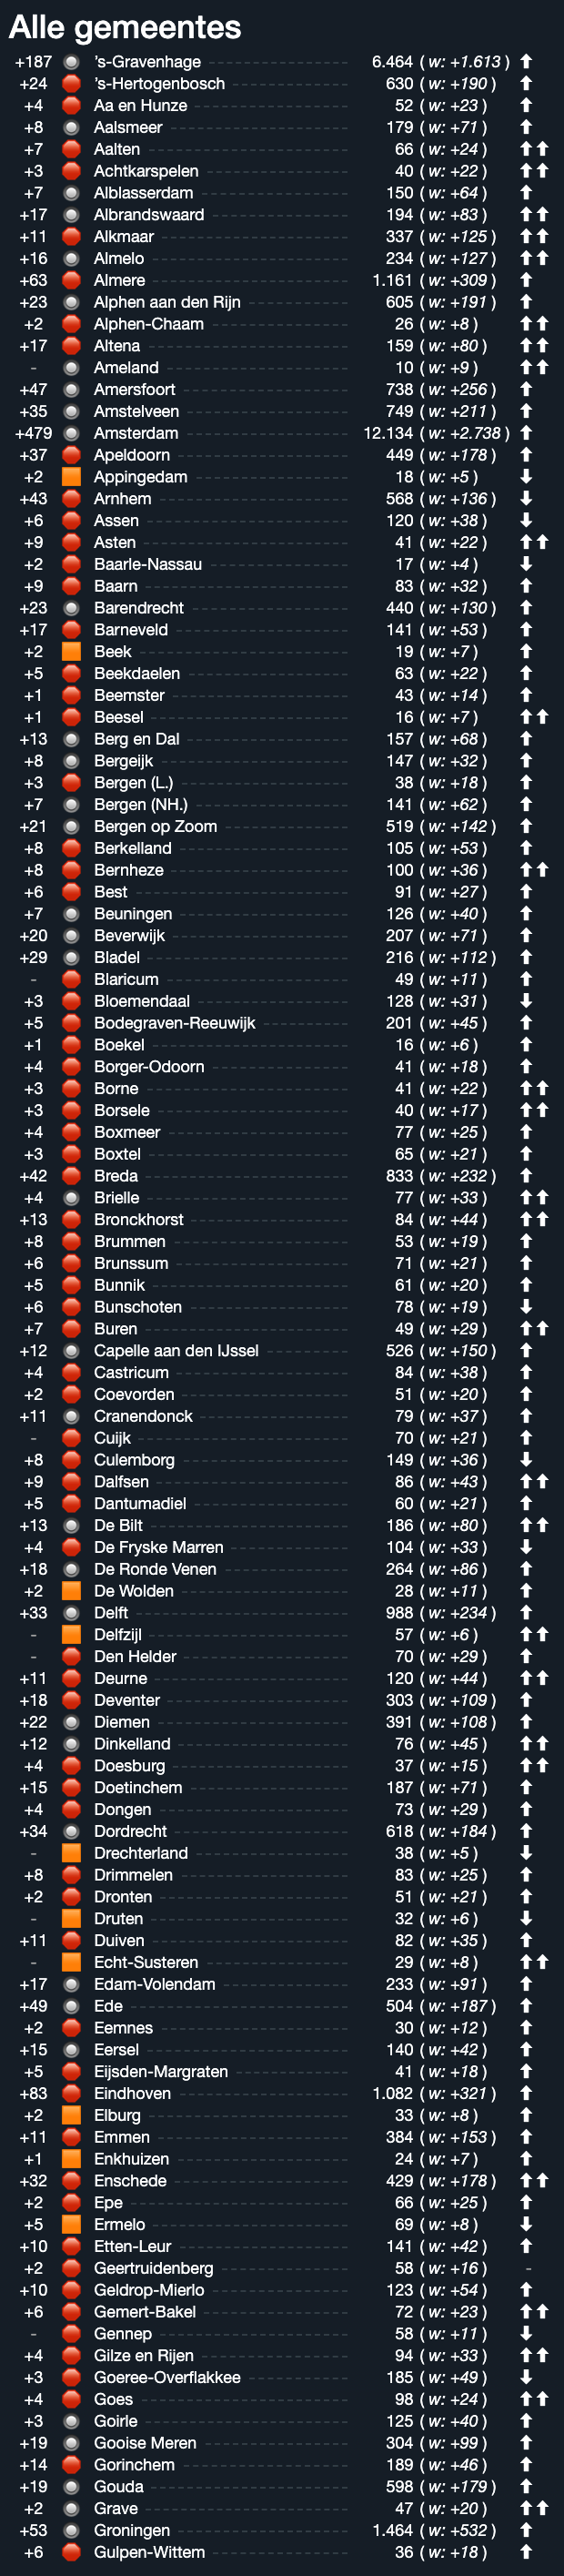 Alle gemeentes
+187 's-Gravenhage 6.464 ( w: +1.613 )
+24 's-Hertogenbosch 630 ( w: +190 )
+4 Aa en Hunze 52 ( w: +23 )
+8 Aalsmeer 179 ( w: +71 )
+7 Aalten 66 ( w: +24 )
+3 Achtkarspelen 40 ( w: +22 )
+7 Alblasserdam 150 ( w: +64 )
+17 Albrandswaard 194 ( w: +83 )
+11 Alkmaar 337 ( w: +125 )
+16 Almelo 234 ( w: +127 )
+63 Almere 1.161 ( w: +309 )
+23 Alphen aan den Rijn 605 ( w: +191 )
+2 Alphen-Chaam 26 ( w: +8 )
+17 Altena 159 ( w: +80 )
- Ameland 10 ( w: +9 )
+47 Amersfoort 738 ( w: +256 )
+35 Amstelveen 749 ( w: +211 )
+479 Amsterdam 12.134 ( w: +2.738 )
+37 Apeldoorn 449 ( w: +178 )
+2 Appingedam 18 ( w: +5 )
+43 Arnhem 568 ( w: +136 )
+6 Assen 120 ( w: +38 )
+9 Asten 41 ( w: +22 )
+2 Baarle-Nassau 17 ( w: +4 )
+9 Baarn 83 ( w: +32 )
+23 Barendrecht 440 ( w: +130 )
+17 Barneveld 141 ( w: +53 )
+2 Beek 19 ( w: +7 )
+5 Beekdaelen 63 ( w: +22 )
+1 Beemster 43 ( w: +14 )
+1 Beesel 16 ( w: +7 )
+13 Berg en Dal 157 ( w: +68 )
+8 Bergeijk 147 ( w: +32 )
+3 Bergen (L.) 38 ( w: +18 )
+7 Bergen (NH.) 141 ( w: +62 )
+21 Bergen op Zoom 519 ( w: +142 )
+8 Berkelland 105 ( w: +53 )
+8 Bernheze 100 ( w: +36 )
+6 Best 91 ( w: +27 )
+7 Beuningen 126 ( w: +40 )
+20 Beverwijk 207 ( w: +71 )
+29 Bladel 216 ( w: +112 )
- Blaricum 49 ( w: +11 )
+3 Bloemendaal 128 ( w: +31 )
+5 Bodegraven-Reeuwijk 201 ( w: +45 )
+1 Boekel 16 ( w: +6 )
+4 Borger-Odoorn 41 ( w: +18 )
+3 Borne 41 ( w: +22 )
+3 Borsele 40 ( w: +17 )
+4 Boxmeer 77 ( w: +25 )
+3 Boxtel 65 ( w: +21 )
+42 Breda 833 ( w: +232 )
+4 Brielle 77 ( w: +33 )
+13 Bronckhorst 84 ( w: +44 )
+8 Brummen 53 ( w: +19 )
+6 Brunssum 71 ( w: +21 )
+5 Bunnik 61 ( w: +20 )
+6 Bunschoten 78 ( w: +19 )
+7 Buren 49 ( w: +29 )
+12 Capelle aan den IJssel 526 ( w: +150 )
+4 Castricum 84 ( w: +38 )
+2 Coevorden 51 ( w: +20 )
+11 Cranendonck 79 ( w: +37 )
- Cuijk 70 ( w: +21 )
+8 Culemborg 149 ( w: +36 )
+9 Dalfsen 86 ( w: +43 )
+5 Dantumadiel 60 ( w: +21 )
+13 De Bilt 186 ( w: +80 )
+4 De Fryske Marren 104 ( w: +33 )
+18 De Ronde Venen 264 ( w: +86 )
+2 De Wolden 28 ( w: +11 )
+33 Delft 988 ( w: +234 )
- Delfzijl 57 ( w: +6 )
- Den Helder 70 ( w: +29 )
+11 Deurne 120 ( w: +44 )
+18 Deventer 303 ( w: +109 )
+22 Diemen 391 ( w: +108 )
+12 Dinkelland 76 ( w: +45 )
+4 Doesburg 37 ( w: +15 )
+15 Doetinchem 187 ( w: +71 )
+4 Dongen 73 ( w: +29 )
+34 Dordrecht 618 ( w: +184 )
- Drechterland 38 ( w: +5 )
+8 Drimmelen 83 ( w: +25 )
+2 Dronten 51 ( w: +21 )
- Druten 32 ( w: +6 )
+11 Duiven 82 ( w: +35 )
- Echt-Susteren 29 ( w: +8 )
+17 Edam-Volendam 233 ( w: +91 )
+49 Ede 504 ( w: +187 )
+2 Eemnes 30 ( w: +12 )
+15 Eersel 140 ( w: +42 )
+5 Eijsden-Margraten 41 ( w: +18 )
+83 Eindhoven 1.082 ( w: +321 )
+2 Elburg 33 ( w: +8 )
+11 Emmen 384 ( w: +153 )
+1 Enkhuizen 24 ( w: +7 )
+32 Enschede 429 ( w: +178 )
+2 Epe 66 ( w: +25 )
+5 Ermelo 69 ( w: +8 )
+10 Etten-Leur 141 ( w: +42 )
+2 Geertruidenberg 58 ( w: +16 ) -
+10 Geldrop-Mierlo 123 ( w: +54 )
+6 Gemert-Bakel 72 ( w: +23 )
- Gennep 58 ( w: +11 )
+4 Gilze en Rijen 94 ( w: +33 )
+3 Goeree-Overflakkee 185 ( w: +49 )
+4 Goes 98 ( w: +24 )
+3 Goirle 125 ( w: +40 )
+19 Gooise Meren 304 ( w: +99 )
+14 Gorinchem 189 ( w: +46 )
+19 Gouda 598 ( w: +179 )
+2 Grave 47 ( w: +20 )
+53 Groningen 1.464 ( w: +532 )
+6 Gulpen-Wittem 36 ( w: +18 )